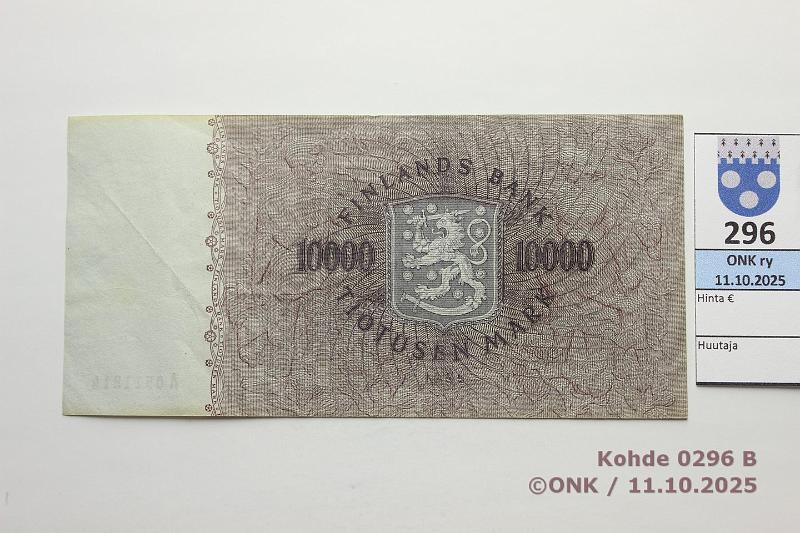 FINLANDS BANK
10000 10000
TIOTUSEN MARK
296
ONK ry
11.10.2025
Hinta €
Huutaja
Kohde 0296 B
©ONK / 11.10.2025